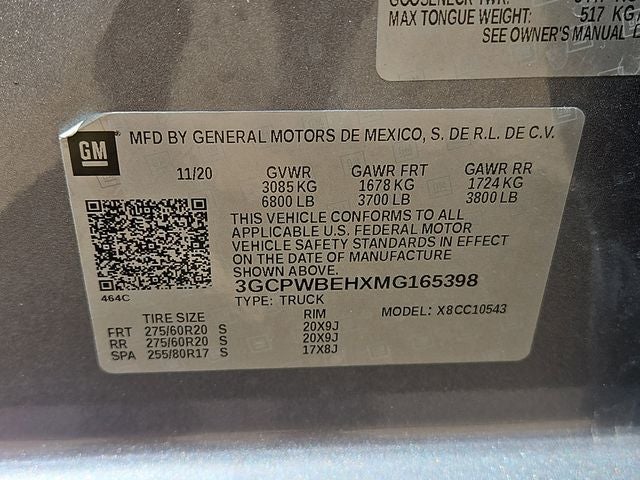 MAX TONGUE WEIGHT: 517 KG
SEE OWNER'S MANUAL
GM
MFD BY GENERAL MOTORS DE MEXICO, S. DE R.L. DE C.V.
11/20 GVWR GAWR FRT GAWR RR
3085 KG 1678 KG 1724 KG
6800 LB 3700 LB 3800 LB
THIS VEHICLE CONFORMS TO ALL
APPLICABLE U.S. FEDERAL MOTOR
VEHICLE SAFETY STANDARDS IN EFFECT
ON THE DATE OF MANUFACTURE
SHOWN ABOVE.
464C
3GCPWBEHXMG165398
TYPE: TRUCK
MODEL: X8CC10543
TIRE SIZE RIM
FRT 275/60R20 S 20X9J
RR 275/60R20 S 20X9J
SPA 255/80R17 S 17X8J